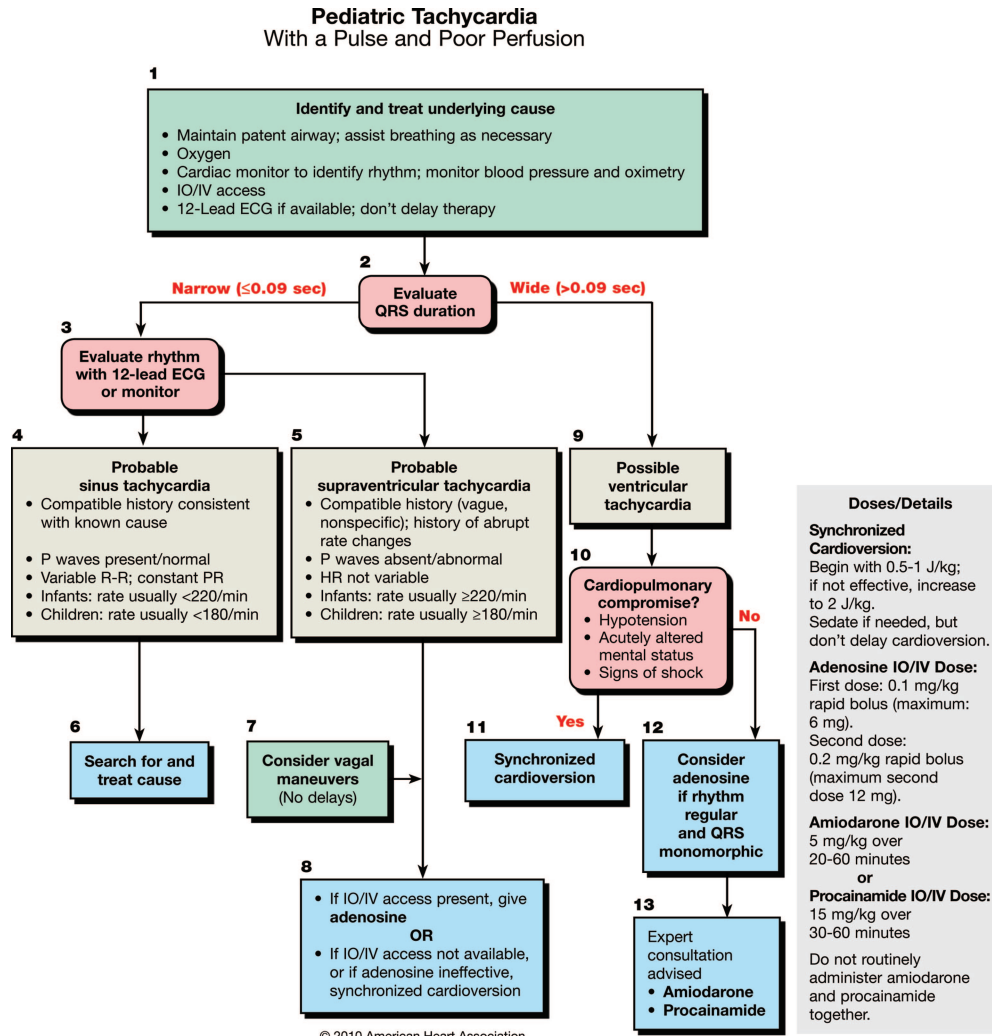 Pediatric Tachycardia
With a Pulse and Poor Perfusion
1
Identify and treat underlying cause
• Maintain patent airway; assist breathing as necessary
• Oxygen
• Cardiac monitor to identify rhythm; monitor blood pressure and oximetry
• IO/IV access
• 12-Lead ECG if available; don't delay therapy
2
Narrow (≤0.09 sec)
Evaluate
QRS duration
Wide (>0.09 sec)
3
Evaluate rhythm
with 12-lead ECG
or monitor
4
Probable
sinus tachycardia
• Compatible history consistent
with known cause
• P waves present/normal
• Variable R-R; constant PR
• Infants: rate usually <220/min
• Children: rate usually <180/min
5
Probable
supraventricular tachycardia
• Compatible history (vague,
nonspecific); history of abrupt
rate changes
• P waves absent/abnormal
• HR not variable
• Infants: rate usually ≥220/min
• Children: rate usually ≥180/min
9
Possible
ventricular
tachycardia
10
Cardiopulmonary
compromise?
• Hypotension
• Acutely altered
mental status
• Signs of shock
No
Yes
6
Search for and
treat cause
7
Consider vagal
maneuvers
(No delays)
11
Synchronized
cardioversion
12
Consider
adenosine
if rhythm
regular
and QRS
monomorphic
8
• If IO/IV access present, give
adenosine
OR
• If IO/IV access not available,
or if adenosine ineffective,
synchronized cardioversion
13
Expert
consultation
advised
• Amiodarone
• Procainamide
Doses/Details
Synchronized
Cardioversion:
Begin with 0.5-1 J/kg;
if not effective, increase
to 2 J/kg.
Sedate if needed, but
don't delay cardioversion.
Adenosine IO/IV Dose:
First dose: 0.1 mg/kg
rapid bolus (maximum:
6 mg).
Second dose:
0.2 mg/kg rapid bolus
(maximum second
dose 12 mg).
Amiodarone IO/IV Dose:
5 mg/kg over
20-60 minutes
or
Procainamide IO/IV Dose:
15 mg/kg over
30-60 minutes
Do not routinely
administer amiodarone
and procainamide
together.
© 2010 American Heart Association